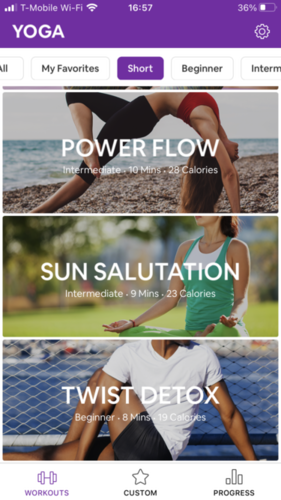 T-Mobile Wi-Fi 16:57 36%
YOGA
All My Favorites Short Beginner Interm
POWER FLOW
Intermediate • 10 Mins • 28 Calories
SUN SALUTATION
Intermediate • 9 Mins • 23 Calories
TWIST DETOX
Beginner • 8 Mins • 19 Calories
WORKOUTS CUSTOM PROGRESS